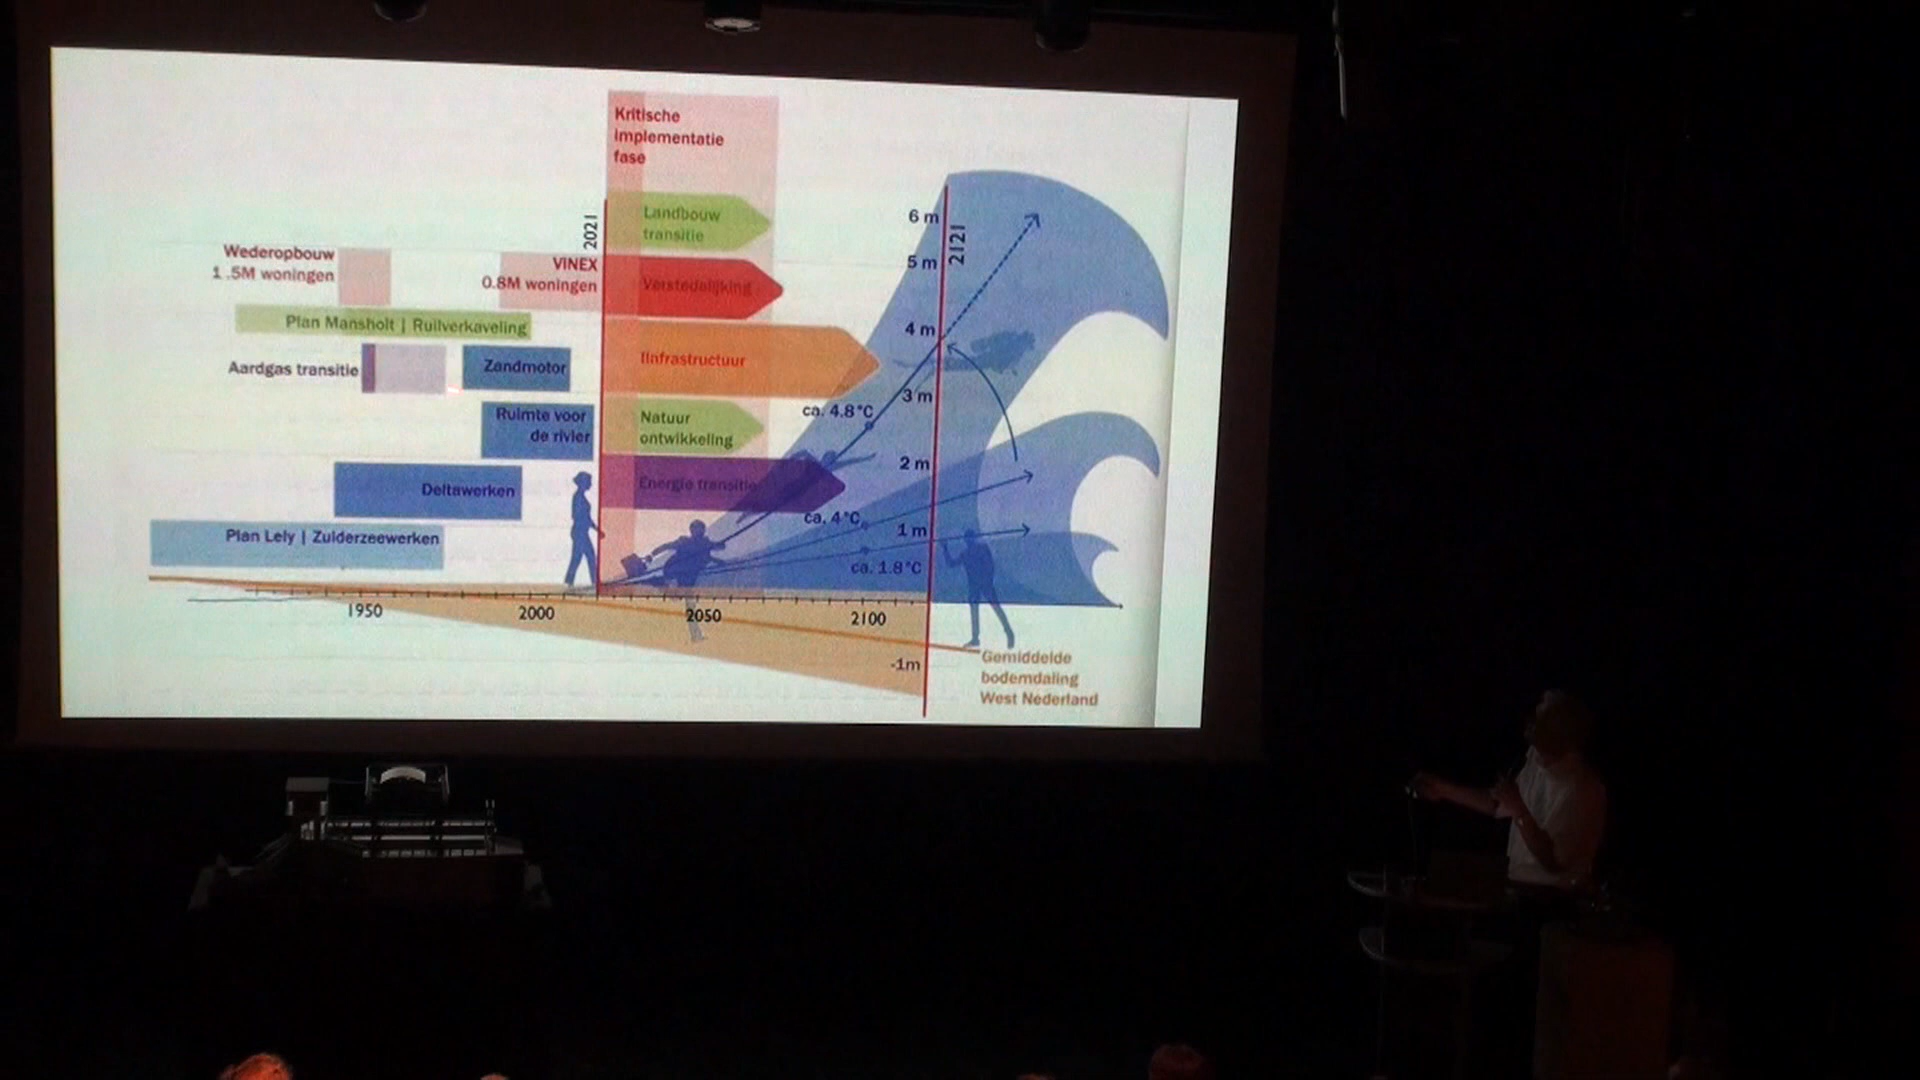 Kritische
implementatie
fase
2021
Landbouw
transitie
Wederopbouw
1.5M woningen
VINEX
0.8M woningen
Verstedelijking
Plan Mansholt | Ruilverkaveling
Infrastructuur
Aardgas transitie
Zandmotor
Ruimte voor
de rivier
Natuur
ontwikkeling
Deltawerken
Energie transitie
Plan Lely | Zuiderzeewerken
6 m
2121
5 m
4 m
3 m
ca. 4.8°C
2 m
ca. 4°C
1 m
ca. 1.8°C
1950
2000
2050
2100
-1m
Gemiddelde
bodemdaling
West Nederland